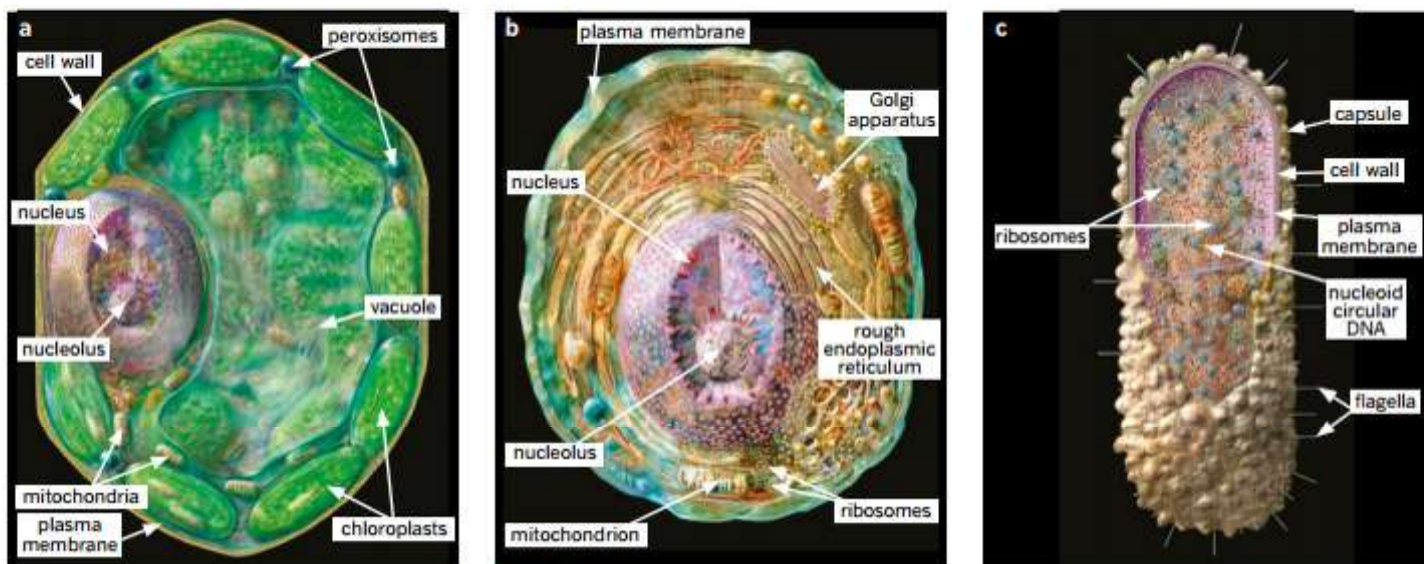 a
peroxisomes
cell wall
nucleus
nucleolus
vacuole
mitochondria
plasma
membrane
chloroplasts
b
plasma membrane
Golgi
apparatus
nucleus
rough
endoplasmic
reticulum
nucleolus
mitochondrion
ribosomes
c
capsule
cell wall
ribosomes
plasma
membrane
nucleoid
circular
DNA
flagella